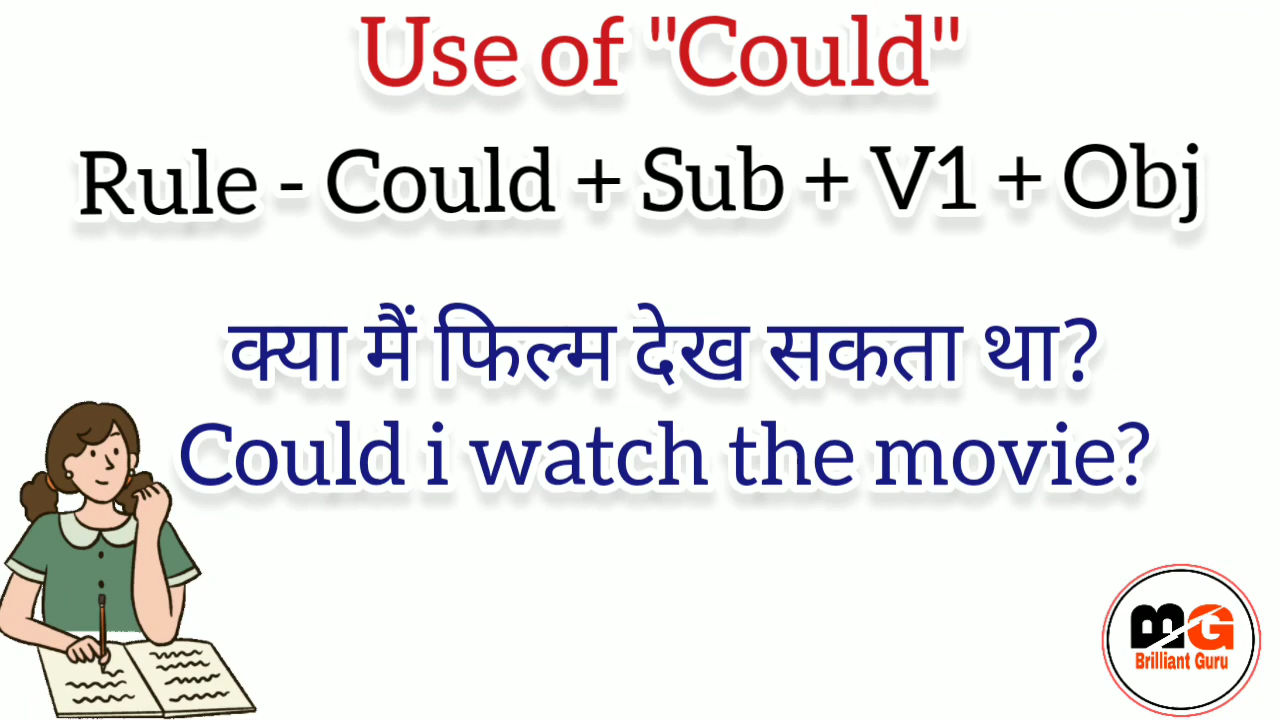 Use of "Could"
Rule - Could + Sub + V1 + Obj
क्या मैं फिल्म देख सकता था?
Could i watch the movie?
BG
Brilliant Guru